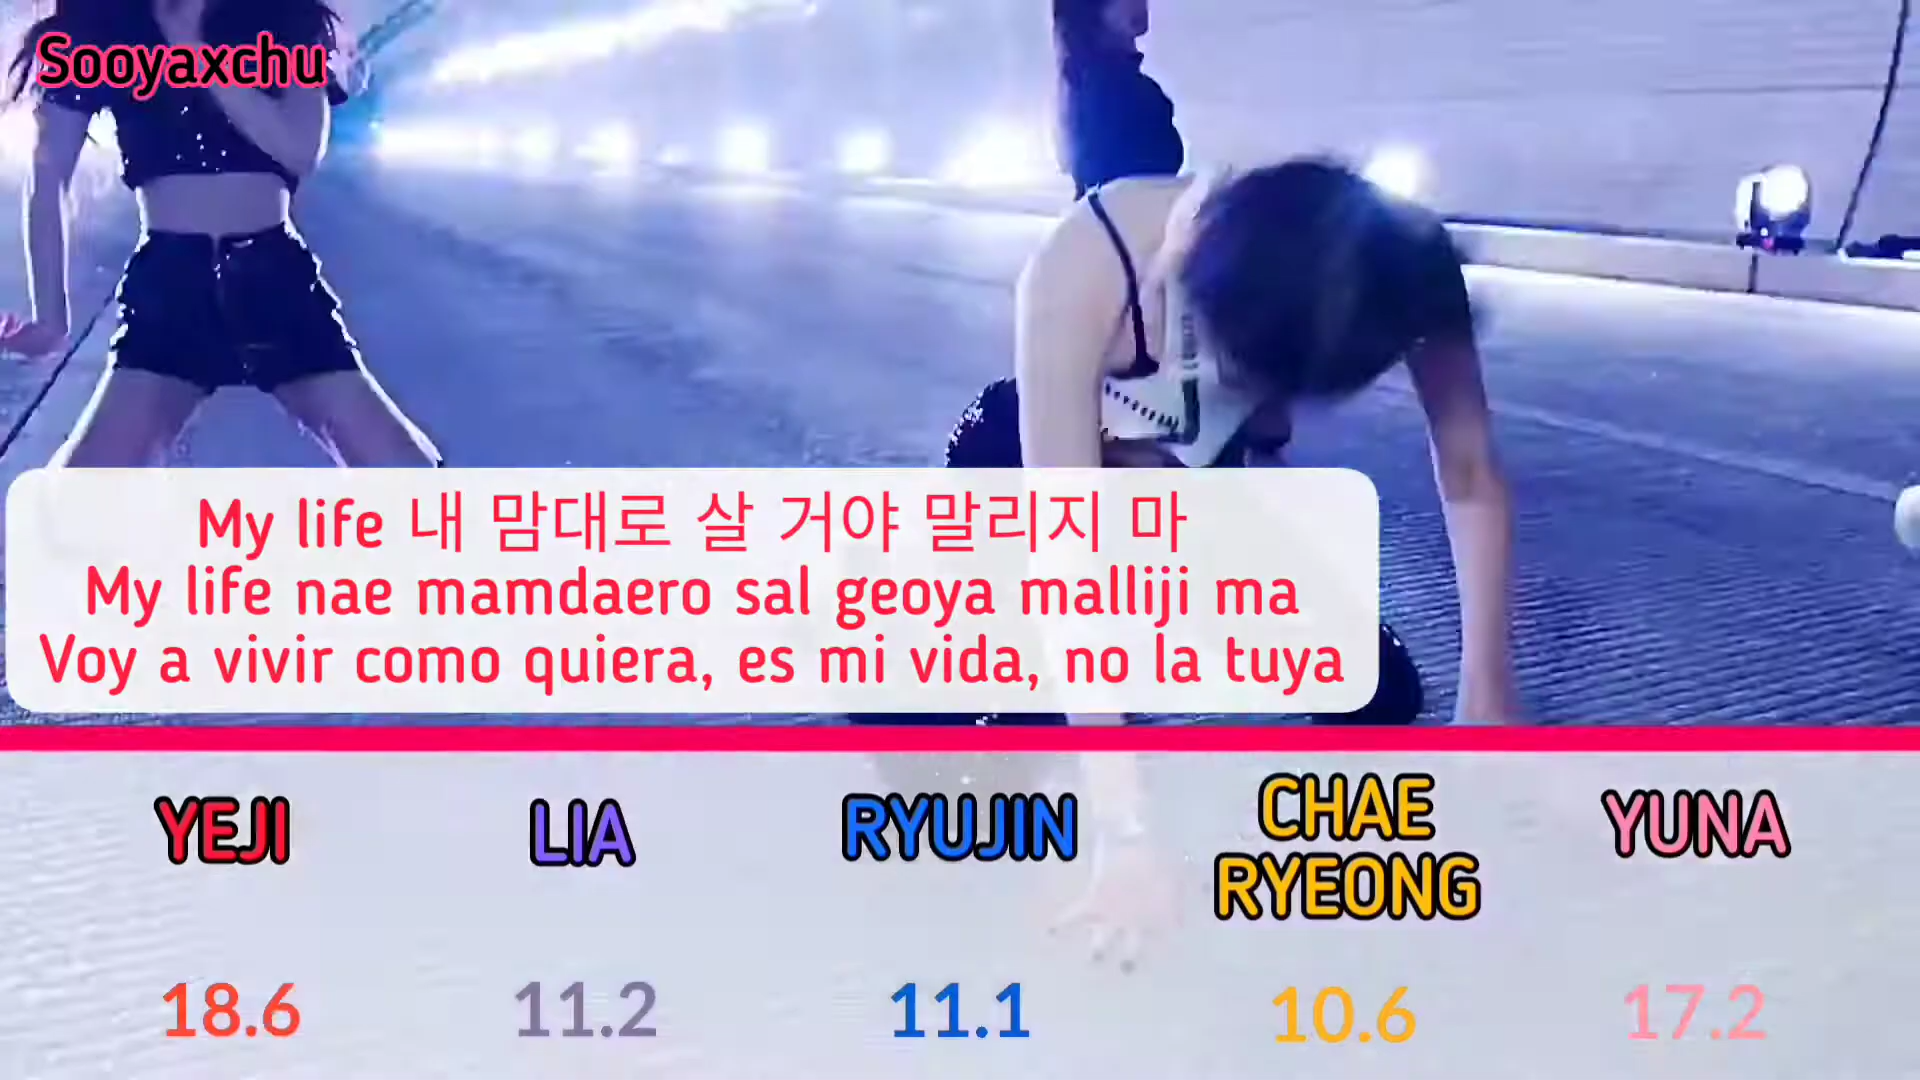 Sooyaxchu
My life 내 맘대로 살 거야 말리지 마
My life nae mamdaero sal geoya malliji ma
Voy a vivir como quiera, es mi vida, no la tuya
YEJI LIA RYUJIN CHAE RYEONG YUNA
18.6 11.2 11.1 10.6 17.2